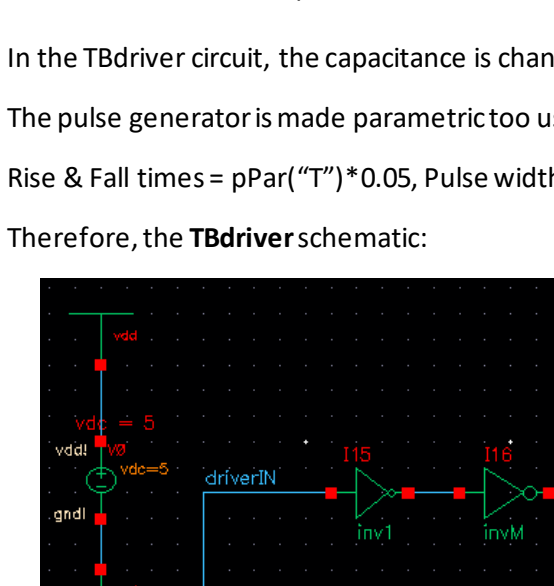 In the TBdriver circuit, the capacitance is chan
The pulse generator is made parametric too us
Rise & Fall times = pPar("T")*0.05, Pulse width
Therefore, the TBdriver schematic:
vdd
vdc = 5
vdd! V0
vdc=5
gnd!
driverIN
I15 I16
inv1 invM